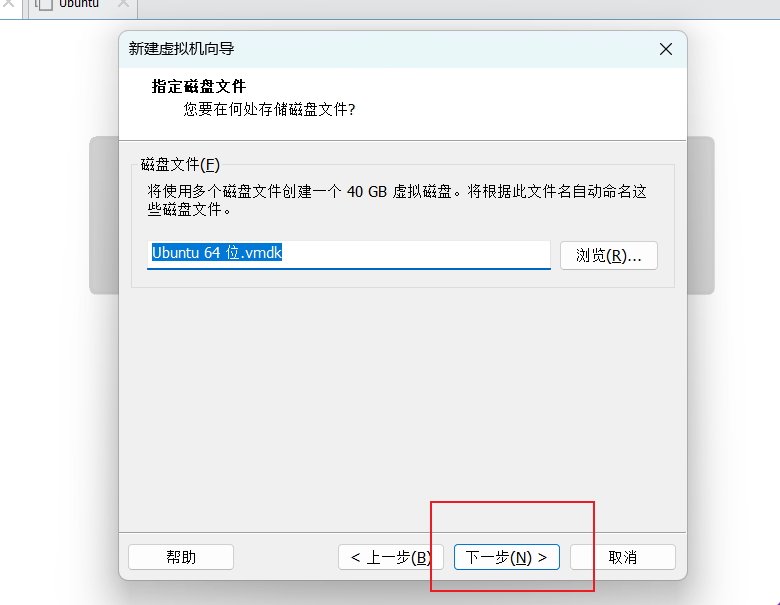 Ubuntu
新建虚拟机向导
指定磁盘文件
您要在何处存储磁盘文件?
磁盘文件(F)
将使用多个磁盘文件创建一个 40 GB 虚拟磁盘。将根据此文件名自动命名这
些磁盘文件。
Ubuntu 64 位.vmdk
浏览(R)...
帮助
< 上一步(B)
下一步(N) >
取消